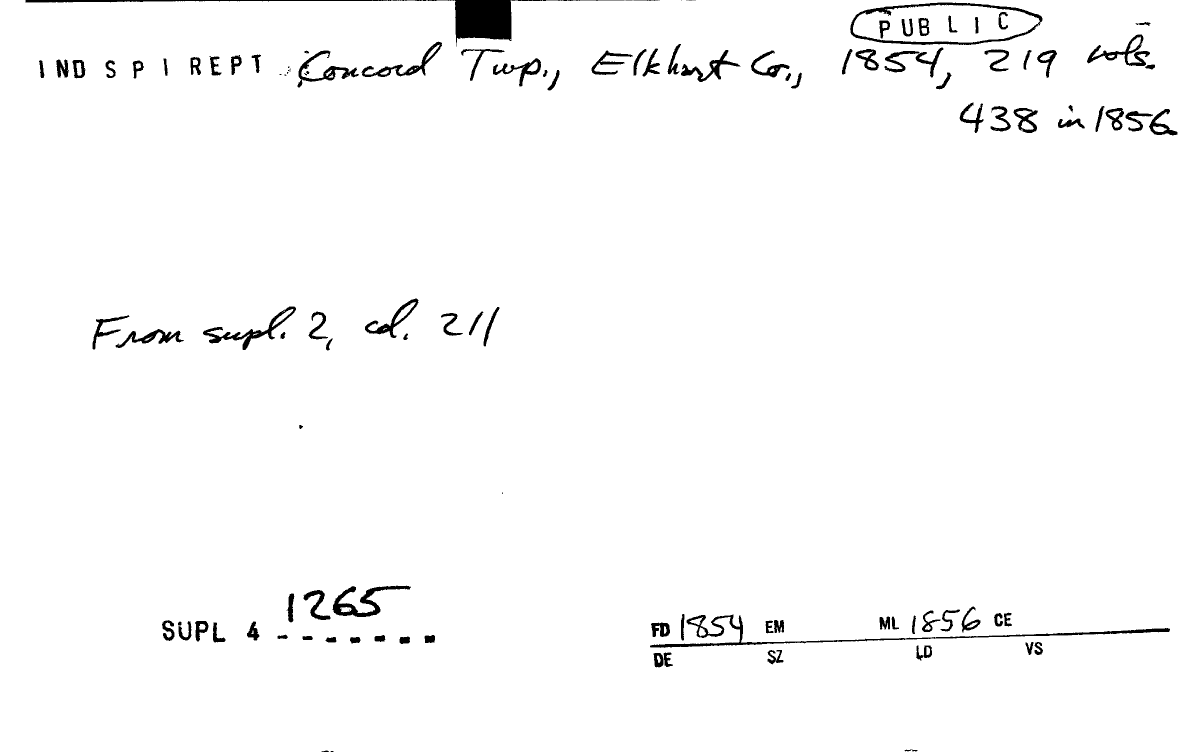 PUBLIC
IND SPI REPT Concord Twp., Elkhart Co., 1854, 219 vols.
438 in 1856
From supl. 2, col. 211
1265
SUPL 4 - - - - - - -
FD 1854 EM ML 1856 CE
DE SZ LD VS